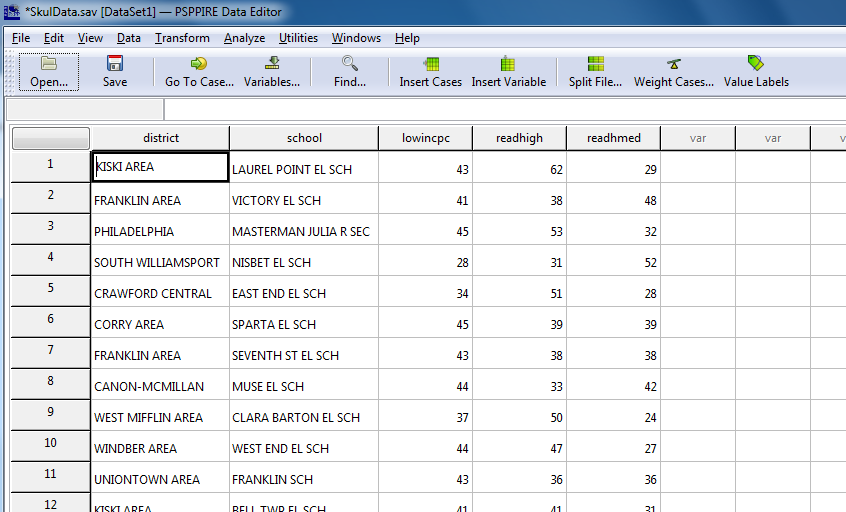 *SkulData.sav [DataSet1] — PSPPIRE Data Editor
File Edit View Data Transform Analyze Utilities Windows Help
Open... Save Go To Case... Variables... Find... Insert Cases Insert Variable Split File... Weight Cases... Value Labels
district school lowincpc readhigh readhmed var var v
1 KISKI AREA LAUREL POINT EL SCH 43 62 29
2 FRANKLIN AREA VICTORY EL SCH 41 38 48
3 PHILADELPHIA MASTERMAN JULIA R SEC 45 53 32
4 SOUTH WILLIAMSPORT NISBET EL SCH 28 31 52
5 CRAWFORD CENTRAL EAST END EL SCH 34 51 28
6 CORRY AREA SPARTA EL SCH 45 39 39
7 FRANKLIN AREA SEVENTH ST EL SCH 43 38 38
8 CANON-MCMILLAN MUSE EL SCH 44 33 42
9 WEST MIFFLIN AREA CLARA BARTON EL SCH 37 50 24
10 WINDBER AREA WEST END EL SCH 44 47 27
11 UNIONTOWN AREA FRANKLIN SCH 43 36 36
12 KISKI AREA BELL TWP EL SCH 41 41 31